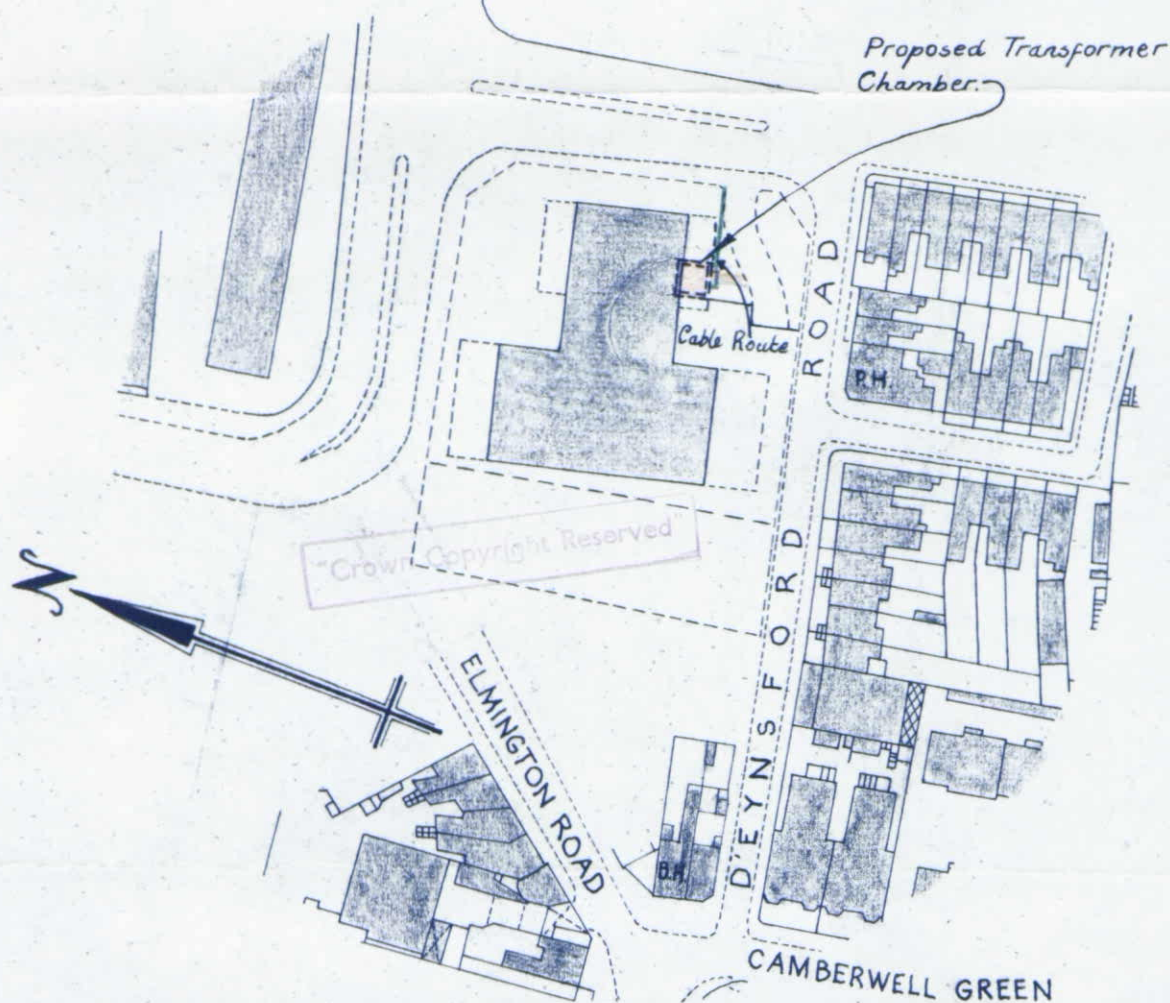 Proposed Transformer
Chamber.
Cable Route
ROAD
P.H.
"Crown Copyright Reserved"
N
D'EYNSFORD
ELMINGTON ROAD
P.H.
CAMBERWELL GREEN